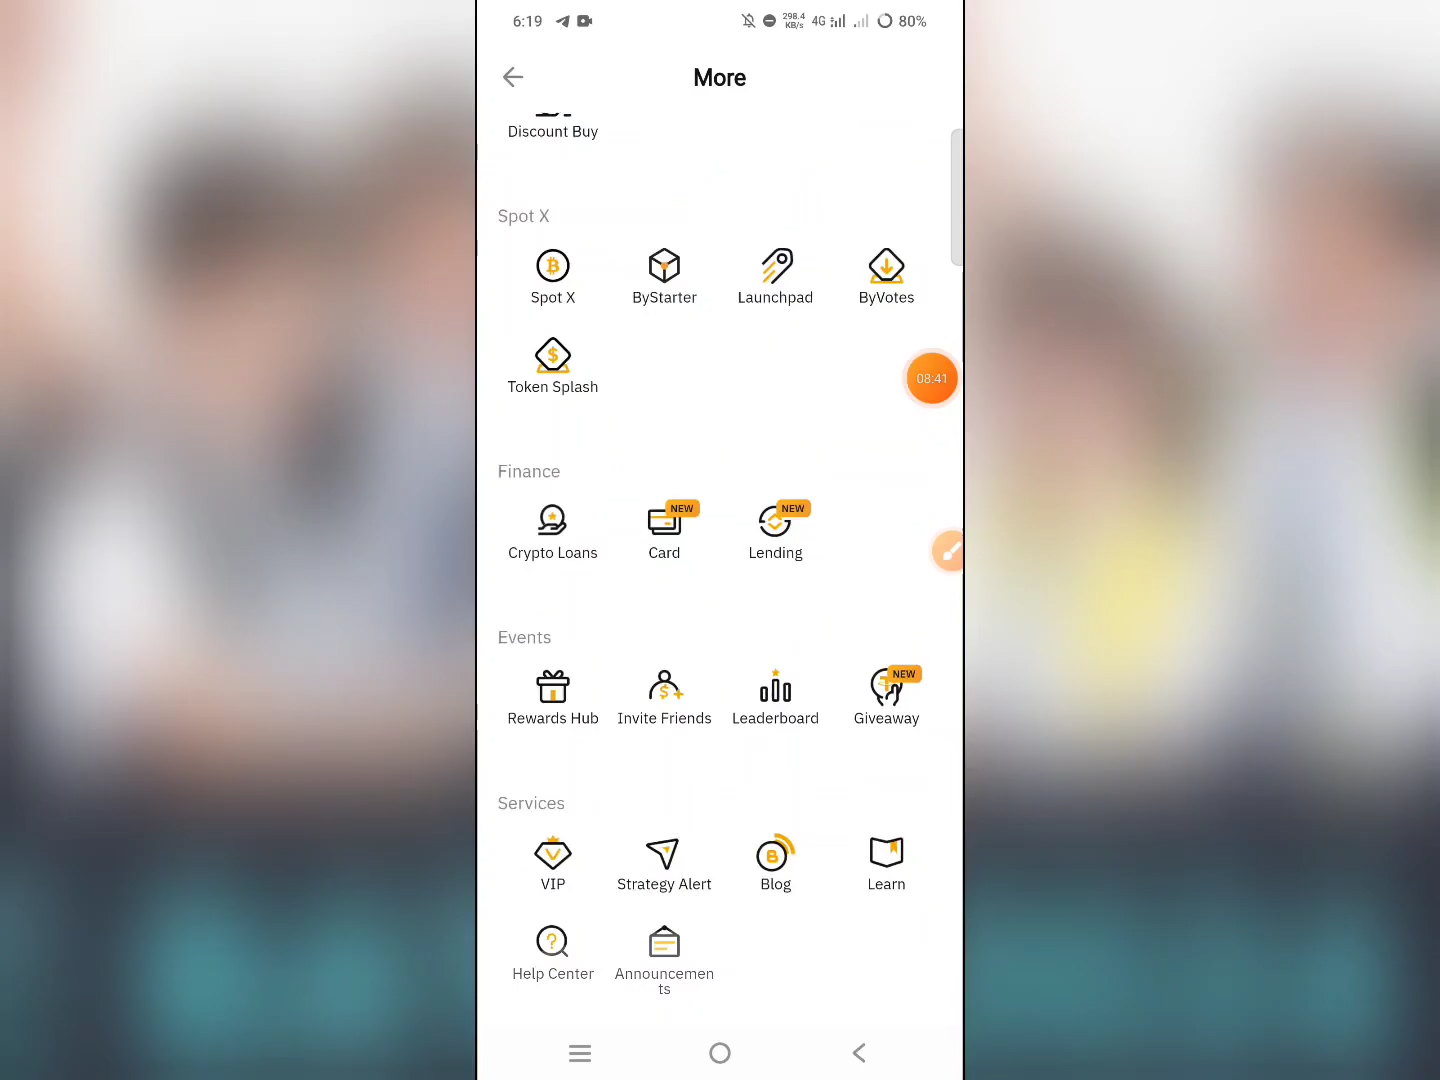 6:19 298.4 KB/s 4G 80%
More
Discount Buy
Spot X
Spot X ByStarter Launchpad ByVotes
Token Splash
08:41
Finance
NEW NEW
Crypto Loans Card Lending
Events
NEW
Rewards Hub Invite Friends Leaderboard Giveaway
Services
VIP Strategy Alert Blog Learn
Help Center Announcemen
ts